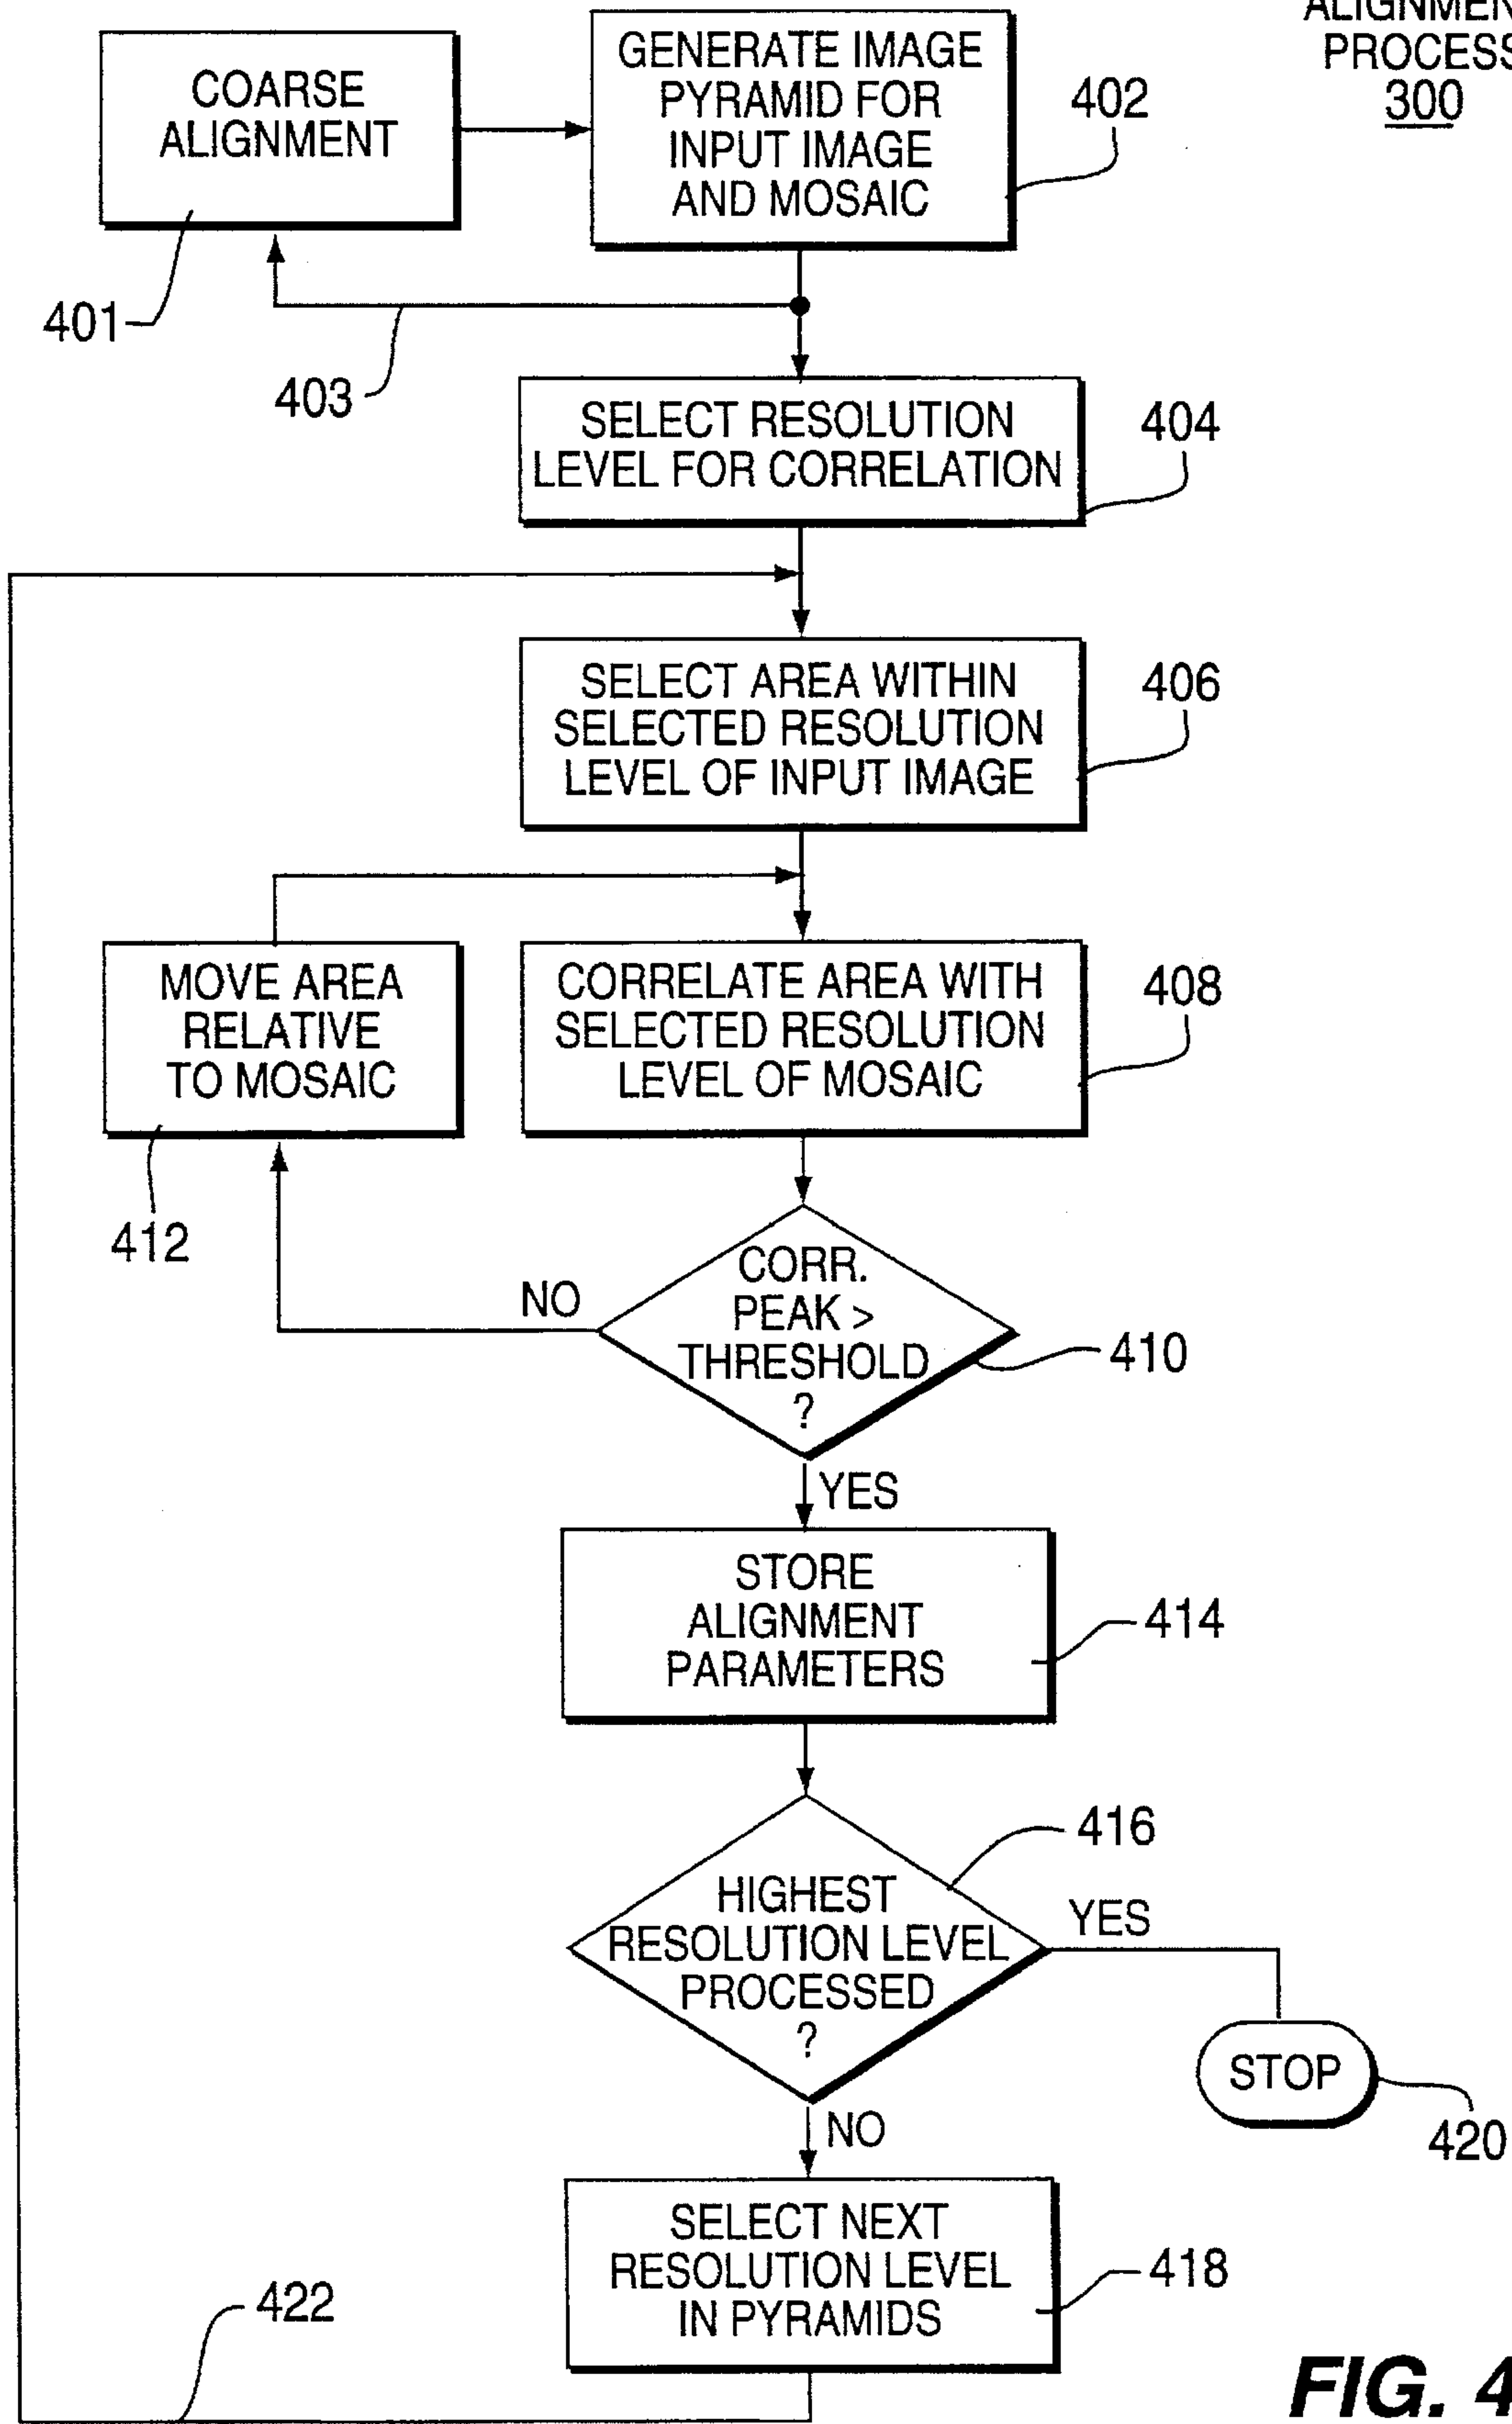 ALIGNMEN
PROCESS
300
COARSE
ALIGNMENT
401
GENERATE IMAGE
PYRAMID FOR
INPUT IMAGE
AND MOSAIC
402
403
SELECT RESOLUTION
LEVEL FOR CORRELATION
404
SELECT AREA WITHIN
SELECTED RESOLUTION
LEVEL OF INPUT IMAGE
406
MOVE AREA
RELATIVE
TO MOSAIC
412
CORRELATE AREA WITH
SELECTED RESOLUTION
LEVEL OF MOSAIC
408
NO
CORR.
PEAK >
THRESHOLD
?
410
YES
STORE
ALIGNMENT
PARAMETERS
414
416
HIGHEST
RESOLUTION LEVEL
PROCESSED
?
YES
STOP
420
NO
SELECT NEXT
RESOLUTION LEVEL
IN PYRAMIDS
418
422
FIG. 4